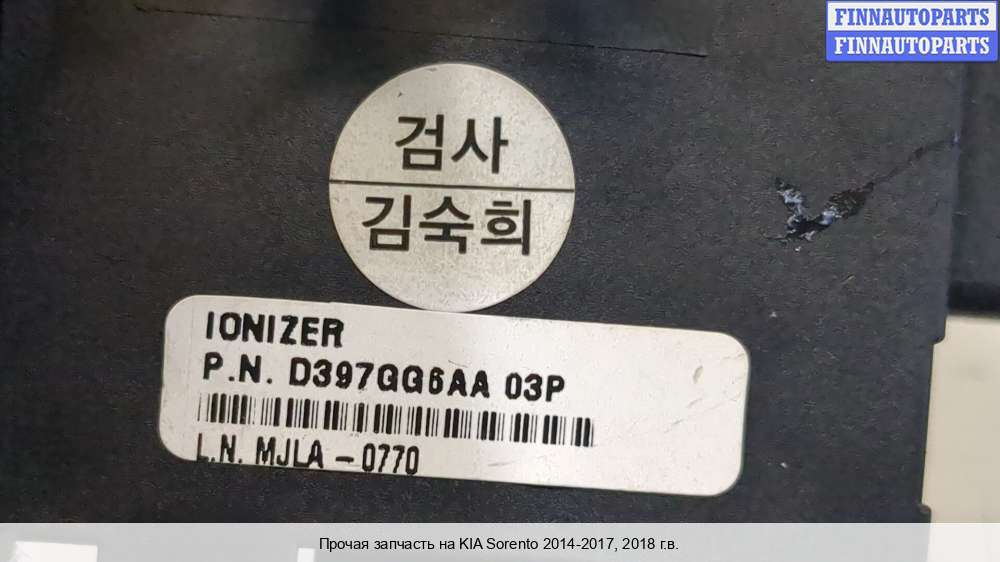 FINNAUTOPARTS
FINNAUTOPARTS
검사
김숙희
IONIZER
P.N. D397GG6AA 03P
L.N. MJLA - 0770
Прочая запчасть на KIA Sorento 2014-2017, 2018 г.в.